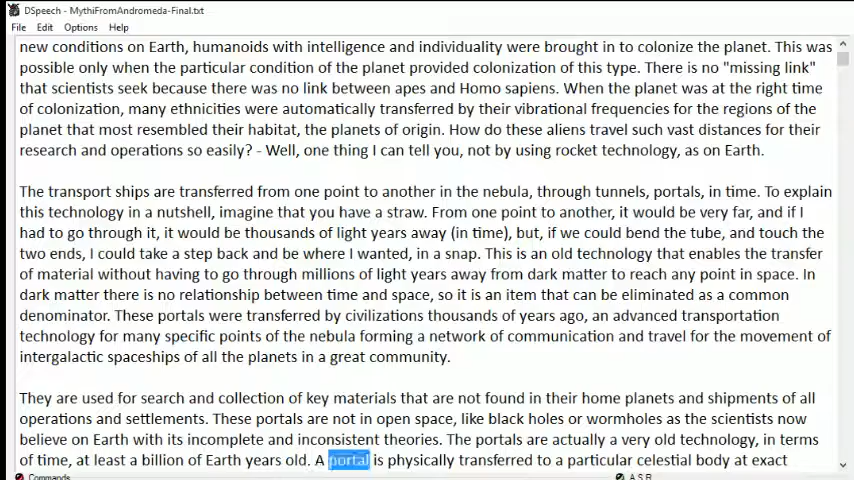 DSpeech - MythiFromAndromeda-Final.txt
File Edit Options Help
new conditions on Earth, humanoids with intelligence and individuality were brought in to colonize the planet. This was
possible only when the particular condition of the planet provided colonization of this type. There is no "missing link"
that scientists seek because there was no link between apes and Homo sapiens. When the planet was at the right time
of colonization, many ethnicities were automatically transferred by their vibrational frequencies for the regions of the
planet that most resembled their habitat, the planets of origin. How do these aliens travel such vast distances for their
research and operations so easily? - Well, one thing I can tell you, not by using rocket technology, as on Earth.
The transport ships are transferred from one point to another in the nebula, through tunnels, portals, in time. To explain
this technology in a nutshell, imagine that you have a straw. From one point to another, it would be very far, and if I
had to go through it, it would be thousands of light years away (in time), but, if we could bend the tube, and touch the
two ends, I could take a step back and be where I wanted, in a snap. This is an old technology that enables the transfer
of material without having to go through millions of light years away from dark matter to reach any point in space. In
dark matter there is no relationship between time and space, so it is an item that can be eliminated as a common
denominator. These portals were transferred by civilizations thousands of years ago, an advanced transportation
technology for many specific points of the nebula forming a network of communication and travel for the movement of
intergalactic spaceships of all the planets in a great community.
They are used for search and collection of key materials that are not found in their home planets and shipments of all
operations and settlements. These portals are not in open space, like black holes or wormholes as the scientists now
believe on Earth with its incomplete and inconsistent theories. The portals are actually a very old technology, in terms
of time, at least a billion of Earth years old. A portal is physically transferred to a particular celestial body at exact
Commands A S R